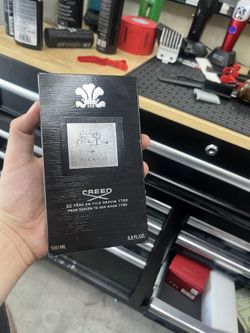 AVENTUS
CREED
DE PÈRE EN FILS DEPUIS 1760
FROM FATHER TO SON SINCE 1760
100 ML
3.3 FL.OZ.